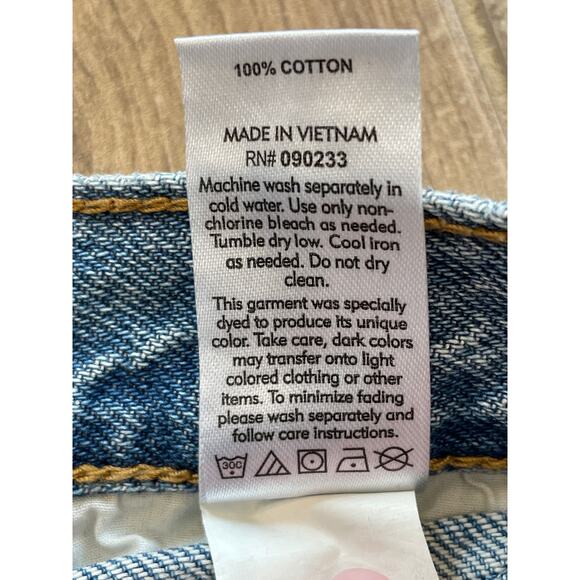 100% COTTON
MADE IN VIETNAM
RN# 090233
Machine wash separately in
cold water. Use only non-
chlorine bleach as needed.
Tumble dry low. Cool iron
as needed. Do not dry
clean.
This garment was specially
dyed to produce its unique
color. Take care, dark colors
may transfer onto light
colored clothing or other
items. To minimize fading
please wash separately and
follow care instructions.
30C